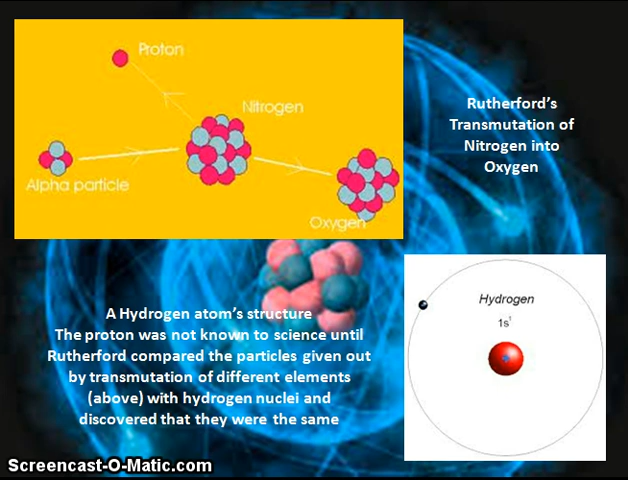 Proton
Nitrogen
Alpha particle
Oxygen
Rutherford's
Transmutation of
Nitrogen into
Oxygen
A Hydrogen atom's structure
The proton was not known to science until
Rutherford compared the particles given out
by transmutation of different elements
(above) with hydrogen nuclei and
discovered that they were the same
Hydrogen
1s¹
Screencast-O-Matic.com